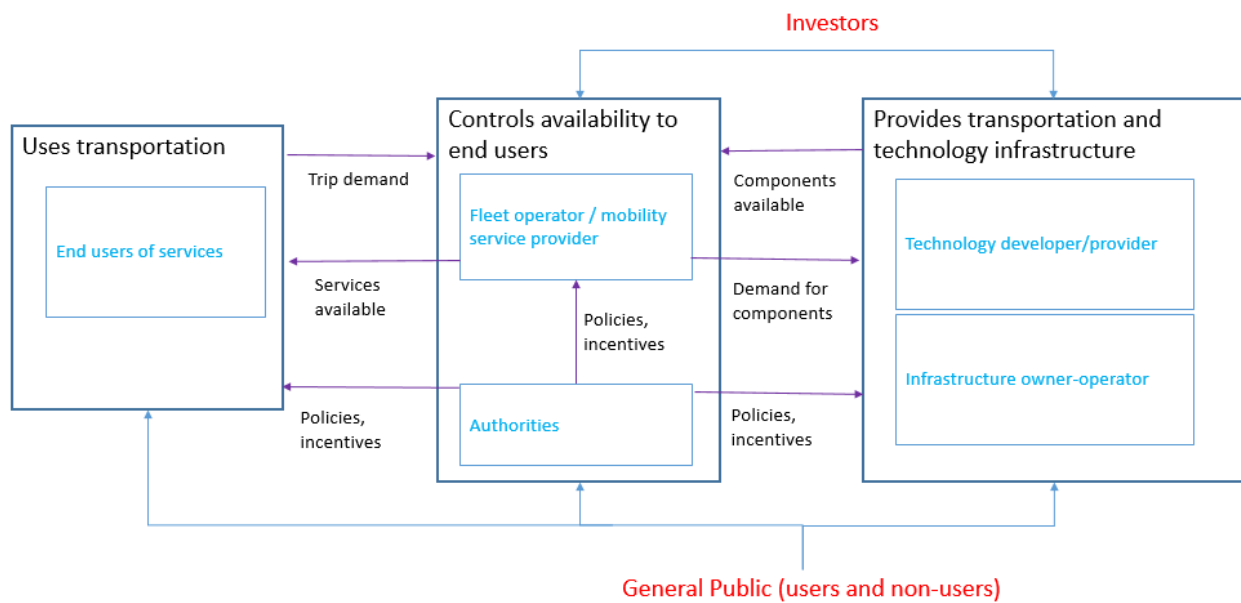 Investors
Uses transportation
End users of services
Trip demand
Services
available
Policies,
incentives
Controls availability to
end users
Fleet operator / mobility
service provider
Policies,
incentives
Authorities
Components
available
Demand for
components
Policies,
incentives
Provides transportation and
technology infrastructure
Technology developer/provider
Infrastructure owner-operator
General Public (users and non-users)